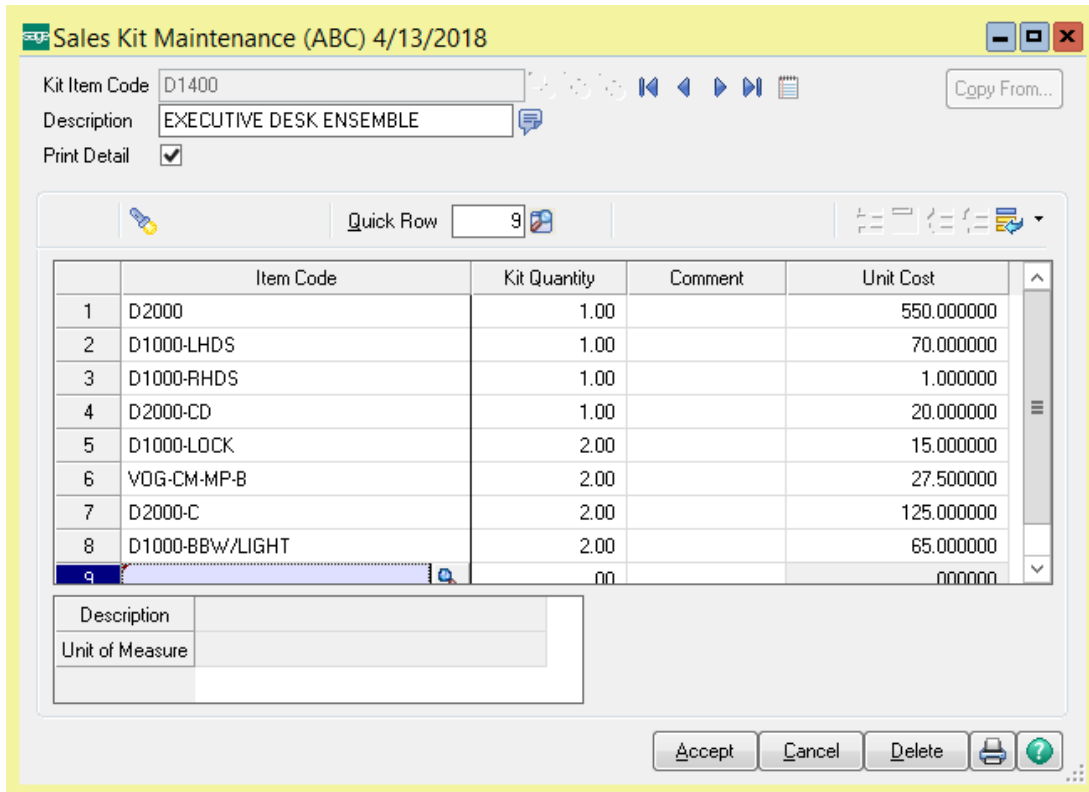 sage Sales Kit Maintenance (ABC) 4/13/2018
Kit Item Code D1400 Copy From...
Description EXECUTIVE DESK ENSEMBLE
Print Detail
Quick Row 9
Item Code Kit Quantity Comment Unit Cost
1 D2000 1.00 550.000000
2 D1000-LHDS 1.00 70.000000
3 D1000-RHDS 1.00 1.000000
4 D2000-CD 1.00 20.000000
5 D1000-LOCK 2.00 15.000000
6 VOG-CM-MP-B 2.00 27.500000
7 D2000-C 2.00 125.000000
8 D1000-BBW/LIGHT 2.00 65.000000
9 .00 .000000
Description
Unit of Measure
Accept Cancel Delete